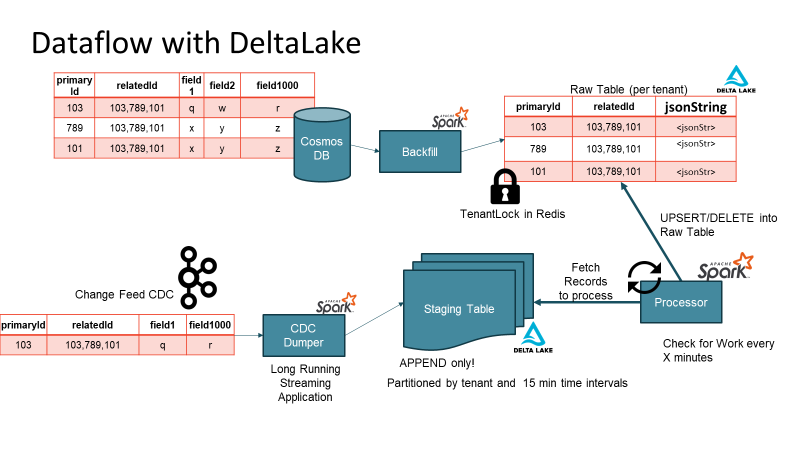 Dataflow with DeltaLake
primary Id relatedId field 1 field2 field1000
103 103,789,101 q w r
789 103,789,101 x y z
101 103,789,101 x y z
Cosmos
DB
APACHE
Spark
Backfill
Raw Table (per tenant)
DELTA LAKE
primaryId relatedId jsonString
103 103,789,101 <jsonStr>
789 103,789,101 <jsonStr>
101 103,789,101 <jsonStr>
TenantLock in Redis
UPSERT/DELETE into
Raw Table
Change Feed CDC
primaryId relatedId field1 field1000
103 103,789,101 q r
APACHE
Spark
CDC
Dumper
Long Running
Streaming
Application
Staging Table
DELTA LAKE
APPEND only!
Partitioned by tenant and 15 min time intervals
Fetch
Records
to process
APACHE
Spark
Processor
Check for Work every
X minutes